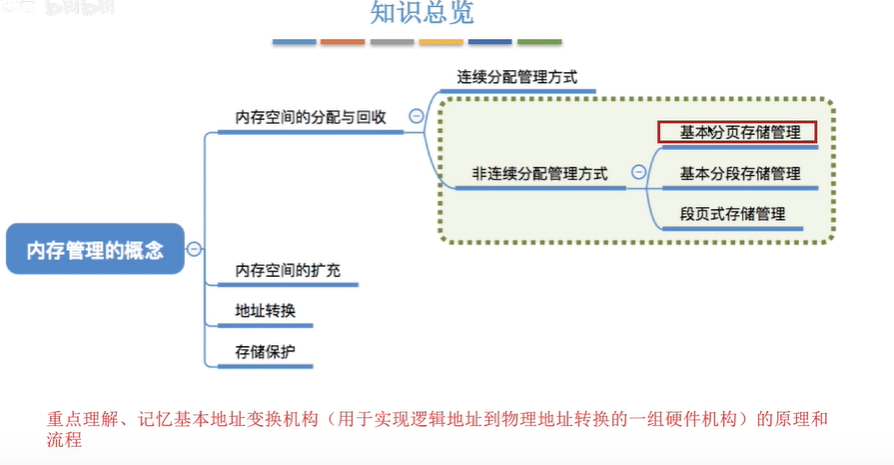 知识总览
连续分配管理方式
内存空间的分配与回收
基本分页存储管理
非连续分配管理方式
基本分段存储管理
段页式存储管理
内存管理的概念
内存空间的扩充
地址转换
存储保护
重点理解、记忆基本地址变换机构（用于实现逻辑地址到物理地址转换的一组硬件机构）的原理和
流程